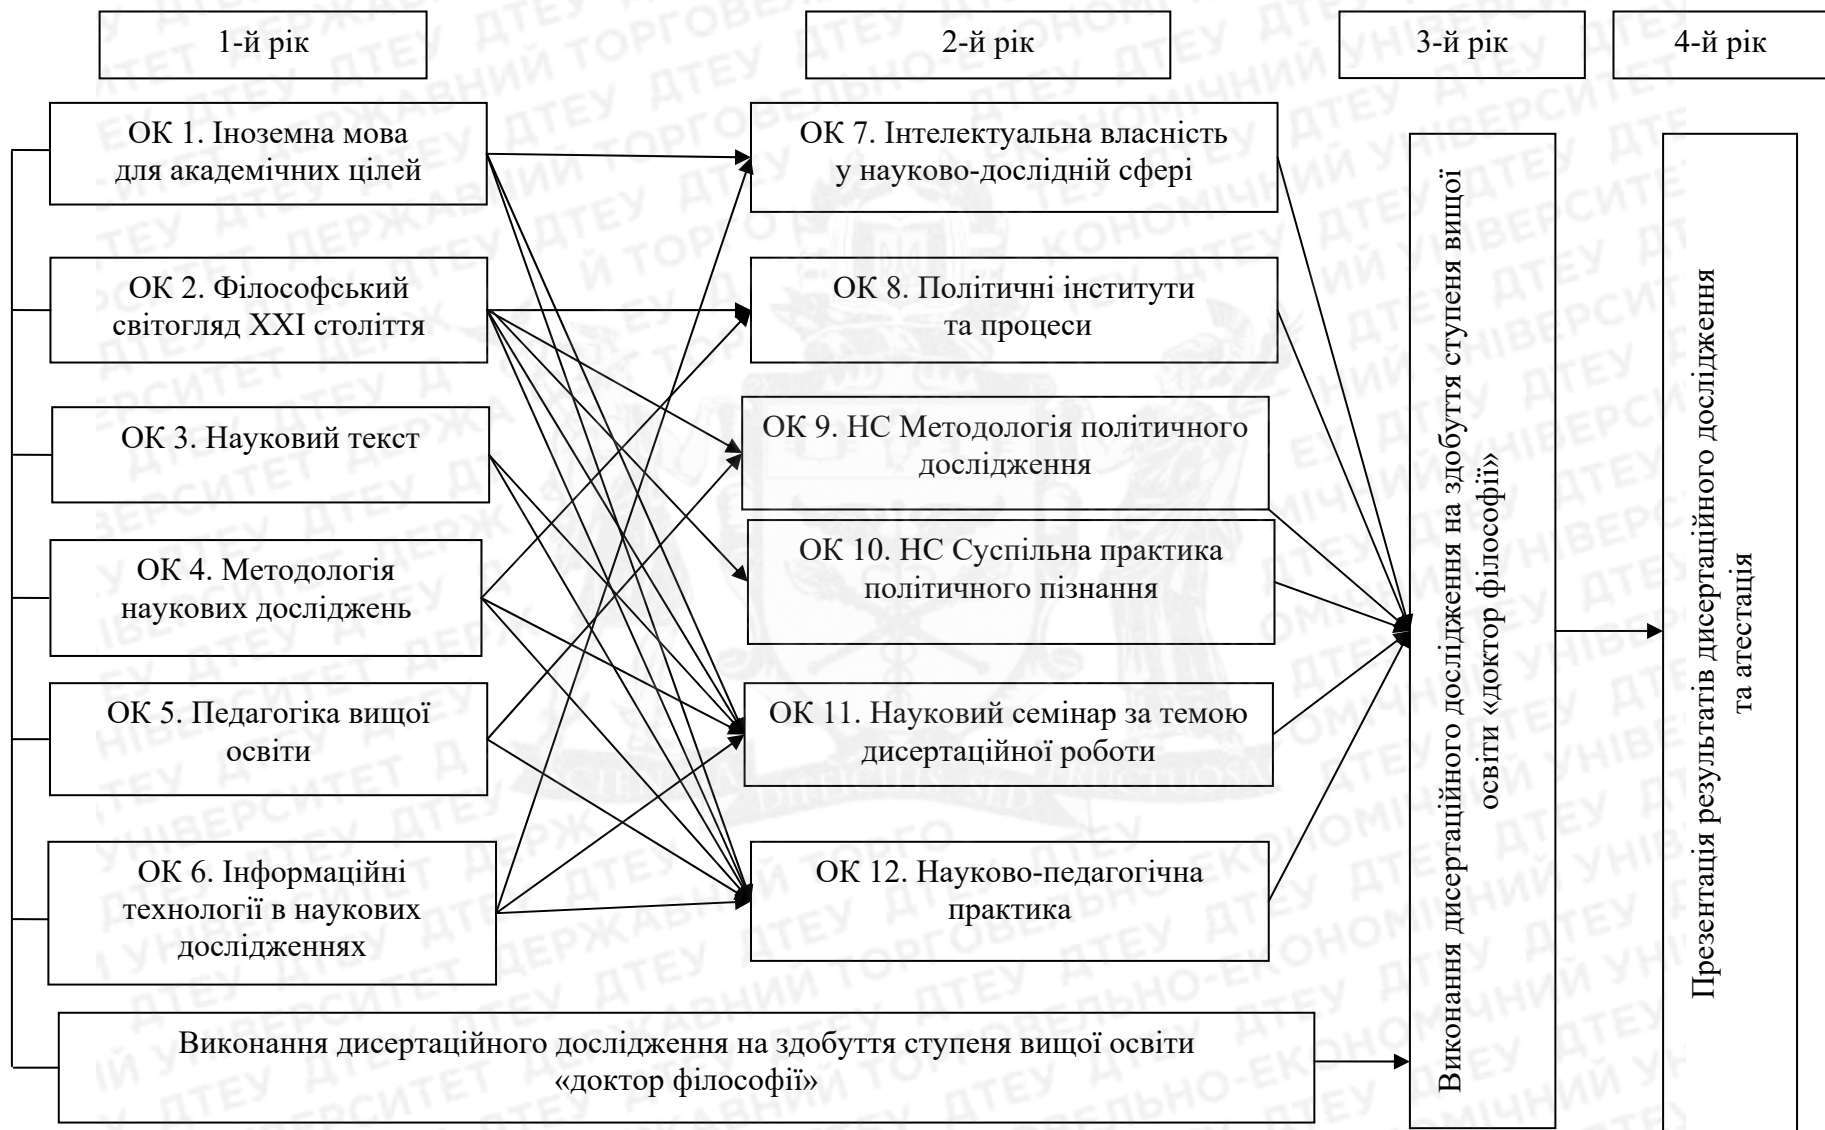 1-й рік
2-й рік
3-й рік
4-й рік
ОК 1. Іноземна мова
для академічних цілей
ОК 2. Філософський
світогляд ХХІ століття
ОК 3. Науковий текст
ОК 4. Методологія
наукових досліджень
ОК 5. Педагогіка вищої
освіти
ОК 6. Інформаційні
технології в наукових
дослідженнях
ОК 7. Інтелектуальна власність
у науково-дослідній сфері
ОК 8. Політичні інститути
та процеси
ОК 9. НС Методологія політичного
дослідження
ОК 10. НС Суспільна практика
політичного пізнання
ОК 11. Науковий семінар за темою
дисертаційної роботи
ОК 12. Науково-педагогічна
практика
Виконання дисертаційного дослідження на здобуття ступеня вищої освіти
«доктор філософії»
Виконання дисертаційного дослідження на здобуття ступеня вищої
освіти «доктор філософії»
Презентація результатів дисертаційного дослідження
та атестація